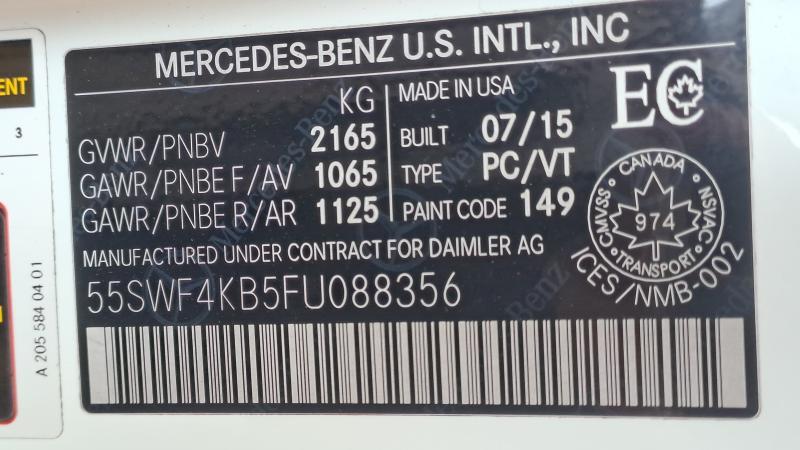 MERCEDES-BENZ U.S. INTL., INC
KG
GVWR/PNBV 2165
GAWR/PNBE F/AV 1065
GAWR/PNBE R/AR 1125
MADE IN USA
BUILT 07/15
TYPE PC/VT
PAINT CODE 149
EC
CANADA
CMVSS
974
NSVAC
TRANSPORT
ICES/NMB-002
MANUFACTURED UNDER CONTRACT FOR DAIMLER AG
55SWF4KB5FU088356
ENT
3
A 205 584 04 01